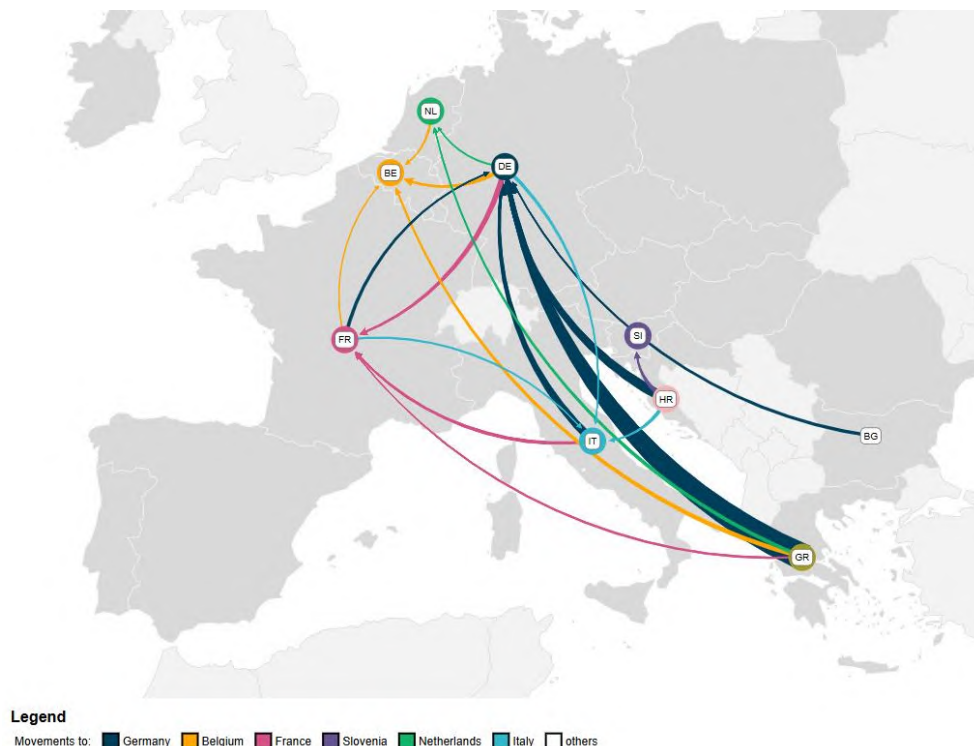 NL
DE
BE
SI
FR
HR
BG
IT
GR
Legend
Movements to: Germany Belgium France Slovenia Netherlands Italy others